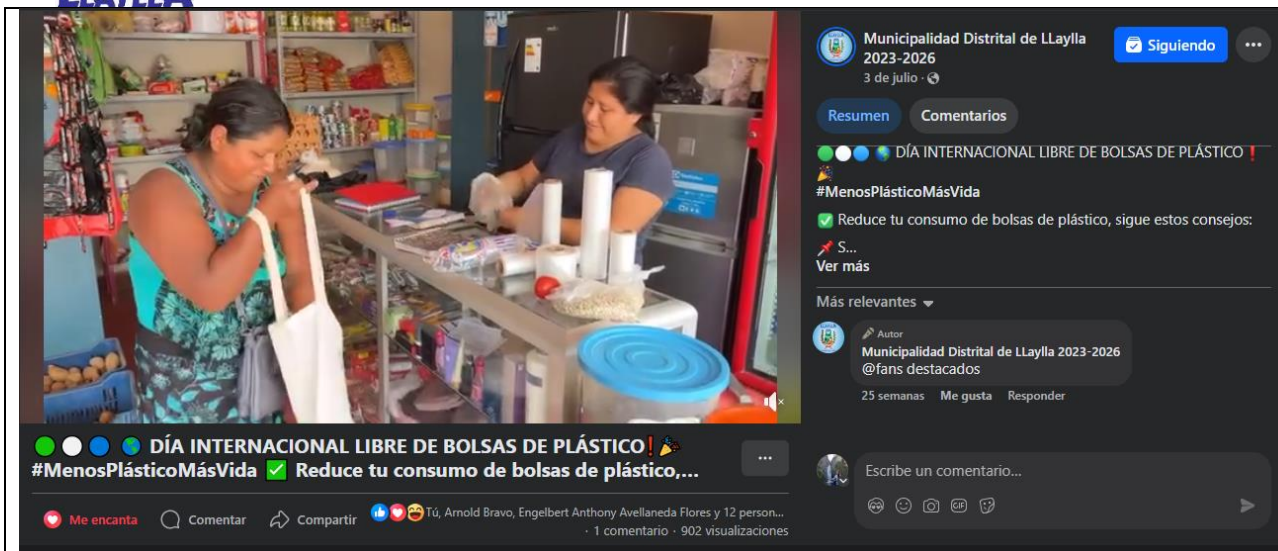 LLAYLLA
Municipalidad Distrital de LLaylla
2023-2026
3 de julio
Siguiendo
Resumen
Comentarios
DÍA INTERNACIONAL LIBRE DE BOLSAS DE PLÁSTICO❗
#MenosPlásticoMásVida
✅ Reduce tu consumo de bolsas de plástico, sigue estos consejos:
📌 S...
Ver más
Más relevantes
Autor
Municipalidad Distrital de LLaylla 2023-2026
@fans destacados
25 semanas Me gusta Responder
Escribe un comentario...
GIF
DÍA INTERNACIONAL LIBRE DE BOLSAS DE PLÁSTICO❗
#MenosPlásticoMásVida ✅ Reduce tu consumo de bolsas de plástico,...
Me encanta Comentar Compartir
Tú, Arnold Bravo, Engelbert Anthony Avellaneda Flores y 12 person...
· 1 comentario · 902 visualizaciones